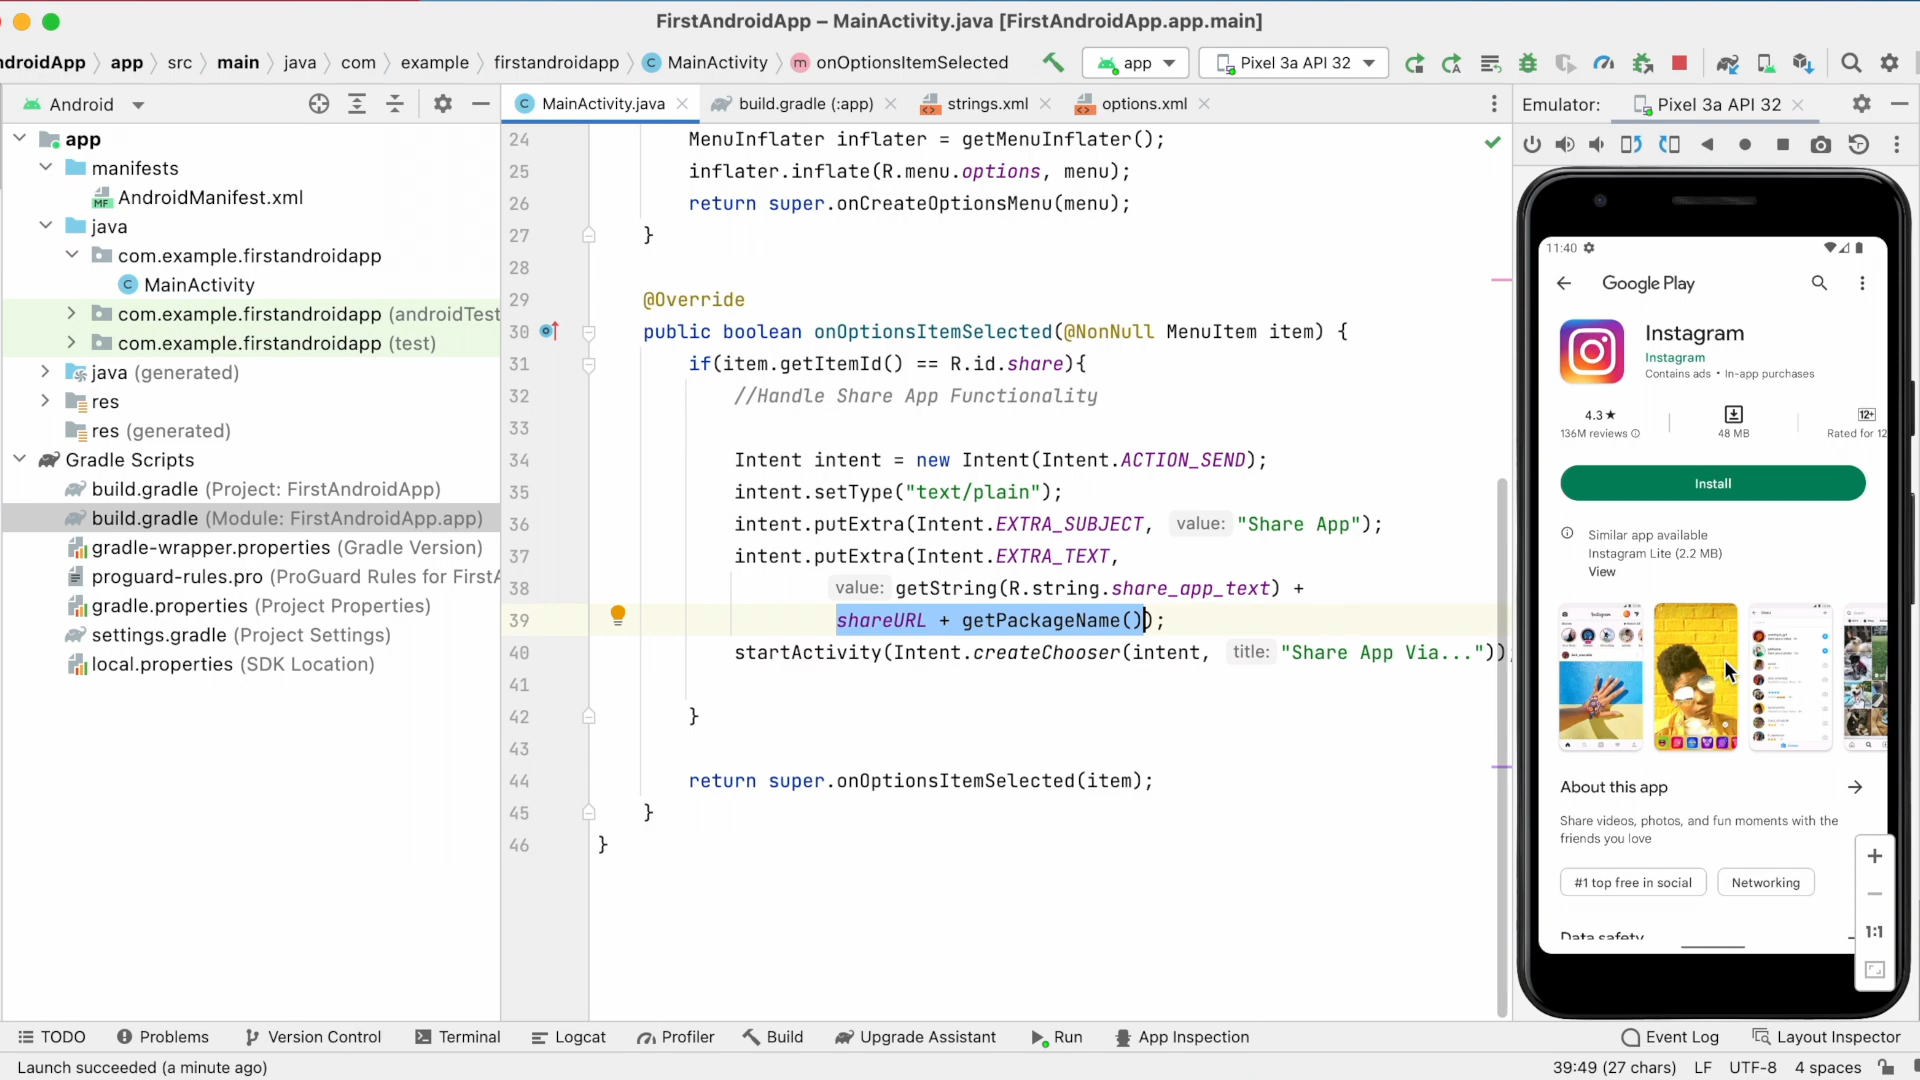 FirstAndroidApp – MainActivity.java [FirstAndroidApp.app.main]
ndroidApp
app
src
main
java
com
example
firstandroidapp
MainActivity
onOptionsItemSelected
app
Pixel 3a API 32
Android
MainActivity.java
build.gradle (:app)
strings.xml
options.xml
Emulator:
Pixel 3a API 32
app
manifests
AndroidManifest.xml
java
com.example.firstandroidapp
MainActivity
com.example.firstandroidapp (androidTest
com.example.firstandroidapp (test)
java (generated)
res
res (generated)
Gradle Scripts
build.gradle (Project: FirstAndroidApp)
build.gradle (Module: FirstAndroidApp.app)
gradle-wrapper.properties (Gradle Version)
proguard-rules.pro (ProGuard Rules for FirstA
gradle.properties (Project Properties)
settings.gradle (Project Settings)
local.properties (SDK Location)
24 MenuInflater inflater = getMenuInflater();
25 inflater.inflate(R.menu.options, menu);
26 return super.onCreateOptionsMenu(menu);
27 }
28
29 @Override
30 public boolean onOptionsItemSelected(@NonNull MenuItem item) {
31 if(item.getItemId() == R.id.share){
32 //Handle Share App Functionality
33
34 Intent intent = new Intent(Intent.ACTION_SEND);
35 intent.setType("text/plain");
36 intent.putExtra(Intent.EXTRA_SUBJECT, value: "Share App");
37 intent.putExtra(Intent.EXTRA_TEXT,
38 value: getString(R.string.share_app_text) +
39 shareURL + getPackageName());
40 startActivity(Intent.createChooser(intent, title: "Share App Via..."));
41
42 }
43
44 return super.onOptionsItemSelected(item);
45 }
46 }
11:40
Google Play
Instagram
Instagram
Contains ads • In-app purchases
4.3★
136M reviews
48 MB
12+
Rated for 12
Install
Similar app available
Instagram Lite (2.2 MB)
View
About this app
Share videos, photos, and fun moments with the
friends you love
#1 top free in social
Networking
Data safety
1:1
TODO
Problems
Version Control
Terminal
Logcat
Profiler
Build
Upgrade Assistant
Run
App Inspection
Event Log
Layout Inspector
Launch succeeded (a minute ago)
39:49 (27 chars)
LF
UTF-8
4 spaces